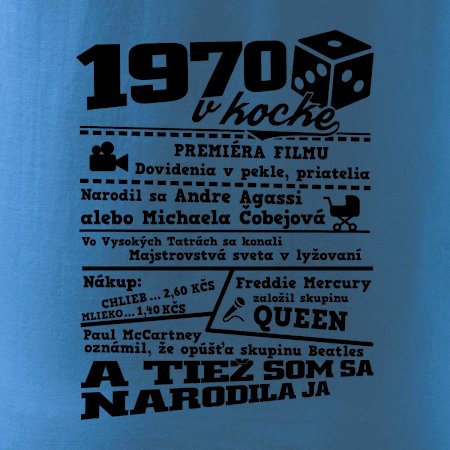 1970
v kocke
PREMIÉRA FILMU
Dovidenia v pekle, priatelia
Narodil sa Andre Agassi
alebo Michaela Čobejová
Vo Vysokých Tatrách sa konali
Majstrovstvá sveta v lyžovaní
Nákup:
CHLIEB ... 2,60 KČS
MLIEKO ... 1,40 KČS
Freddie Mercury
založil skupinu
QUEEN
Paul McCartney
oznámil, že opúšťa skupinu Beatles
A TIEŽ SOM SA
NARODILA JA